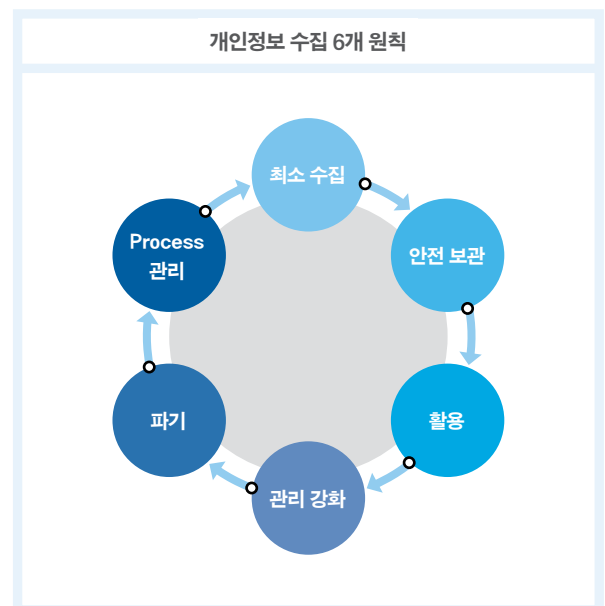 개인정보 수집 6개 원칙
최소 수집
안전 보관
활용
관리 강화
파기
Process
관리